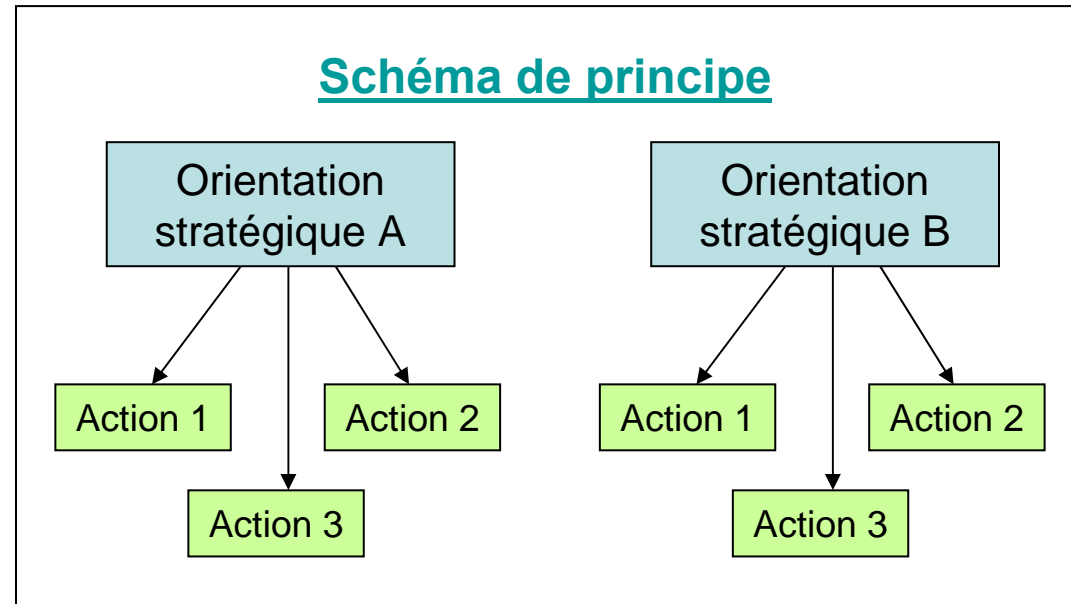 Schéma de principe
Orientation
stratégique A
Orientation
stratégique B
Action 1
Action 2
Action 3
Action 1
Action 2
Action 3